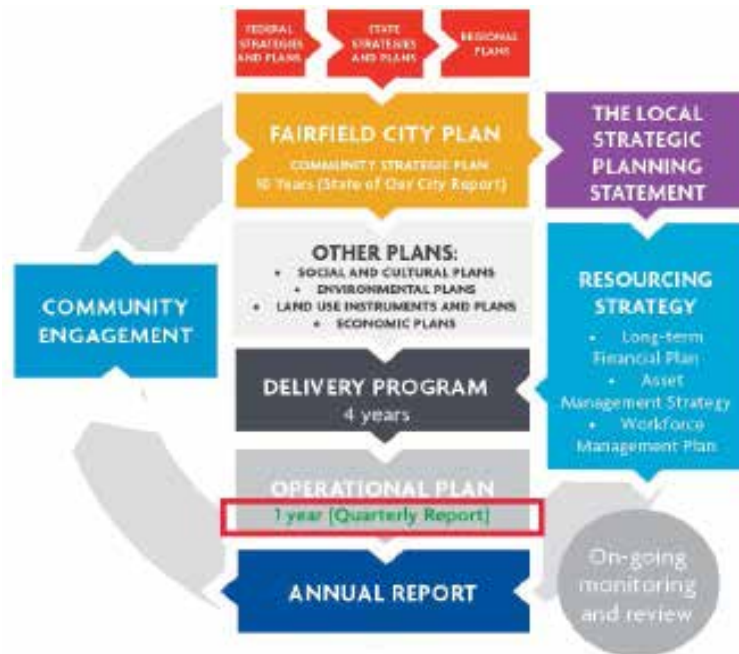 FEDERAL
STRATEGIES
AND PLANS
STATE
STRATEGIES
AND PLANS
REGIONAL
PLANS
FAIRFIELD CITY PLAN
COMMUNITY STRATEGIC PLAN
10 Years (State of Our City Report)
THE LOCAL
STRATEGIC
PLANNING
STATEMENT
OTHER PLANS:
• SOCIAL AND CULTURAL PLANS
• ENVIRONMENTAL PLANS
• LAND USE INSTRUMENTS AND PLANS
• ECONOMIC PLANS
COMMUNITY
ENGAGEMENT
RESOURCING
STRATEGY
• Long-term
Financial Plan
• Asset
Management Strategy
• Workforce
Management Plan
DELIVERY PROGRAM
4 years
OPERATIONAL PLAN
1 year (Quarterly Report)
ANNUAL REPORT
On-going
monitoring
and review